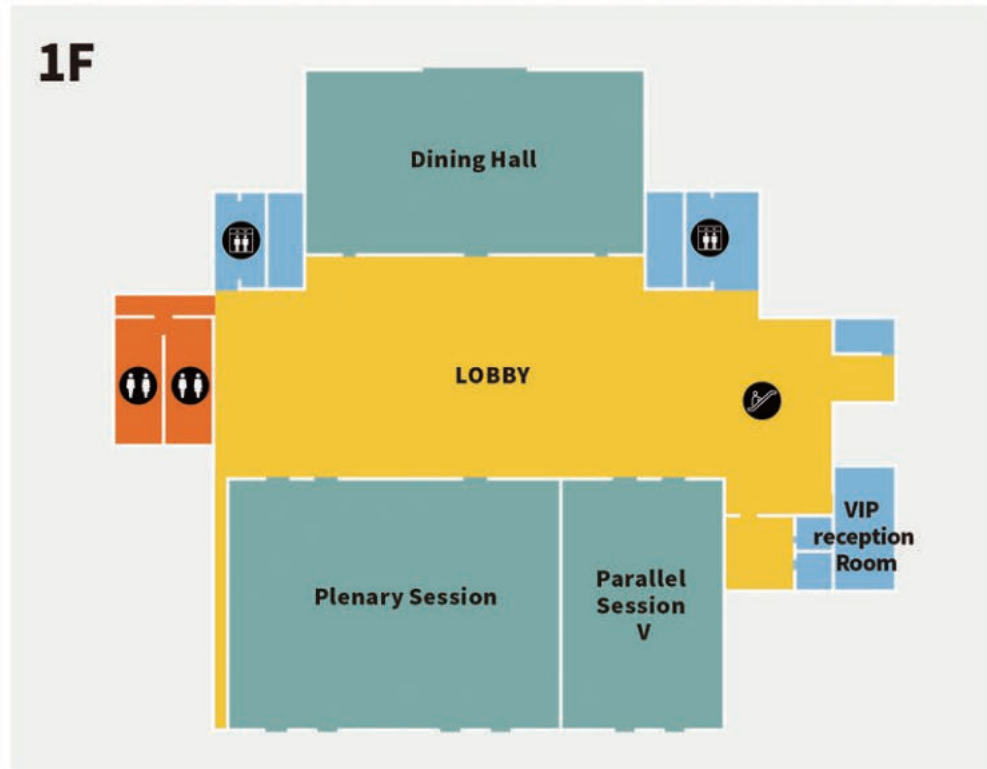 1F
Dining Hall
LOBBY
Plenary Session
Parallel
Session
V
VIP
reception
Room